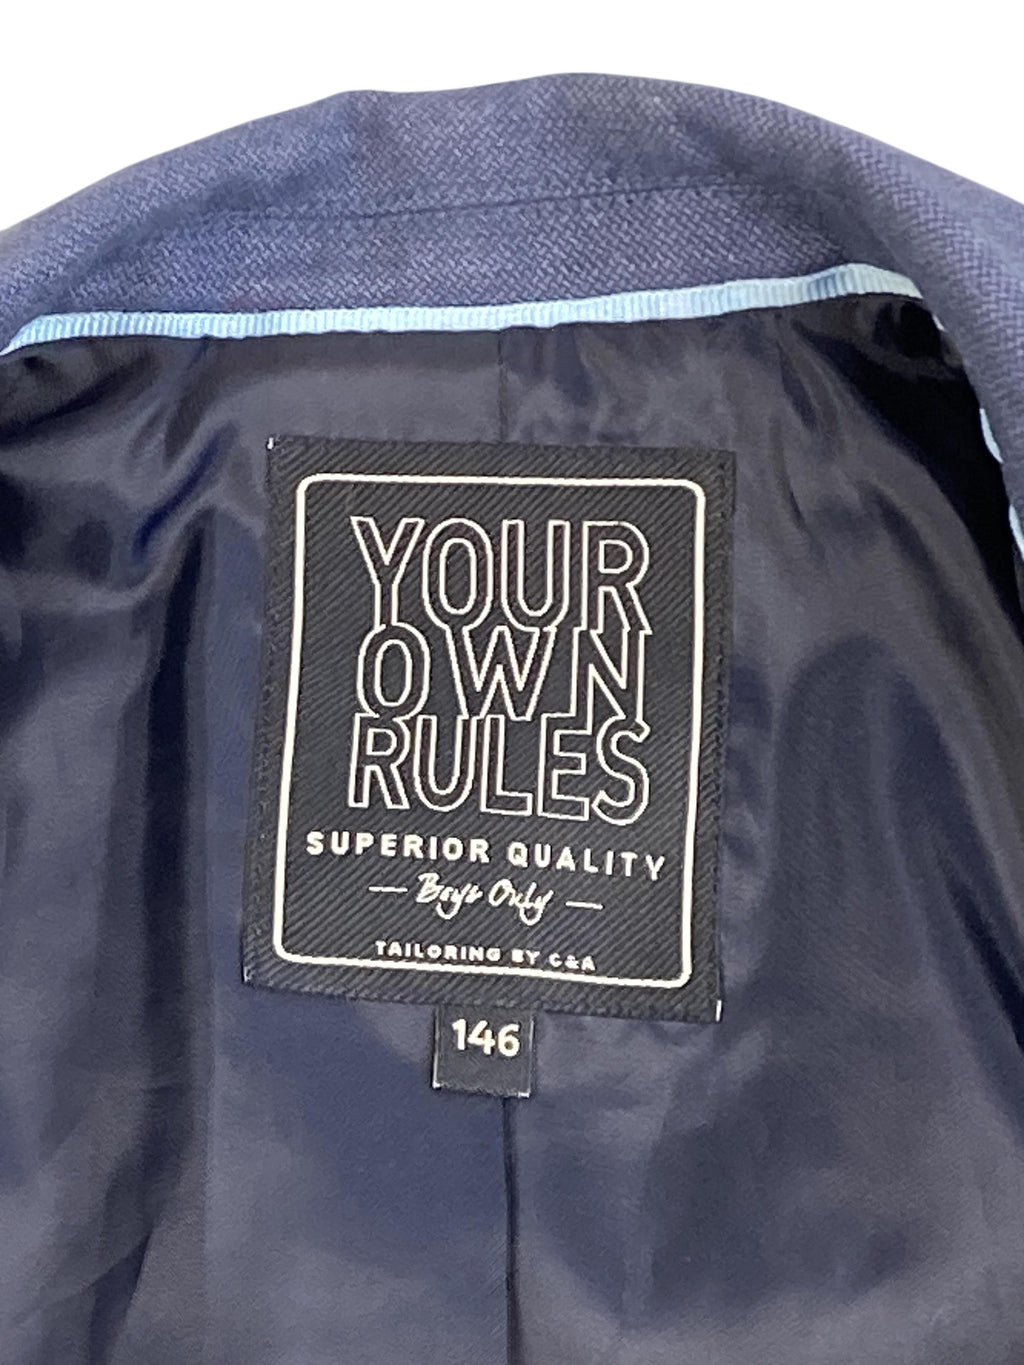 YOUR
OWN
RULES
SUPERIOR QUALITY
— Boys Only —
TAILORING BY C&A
146